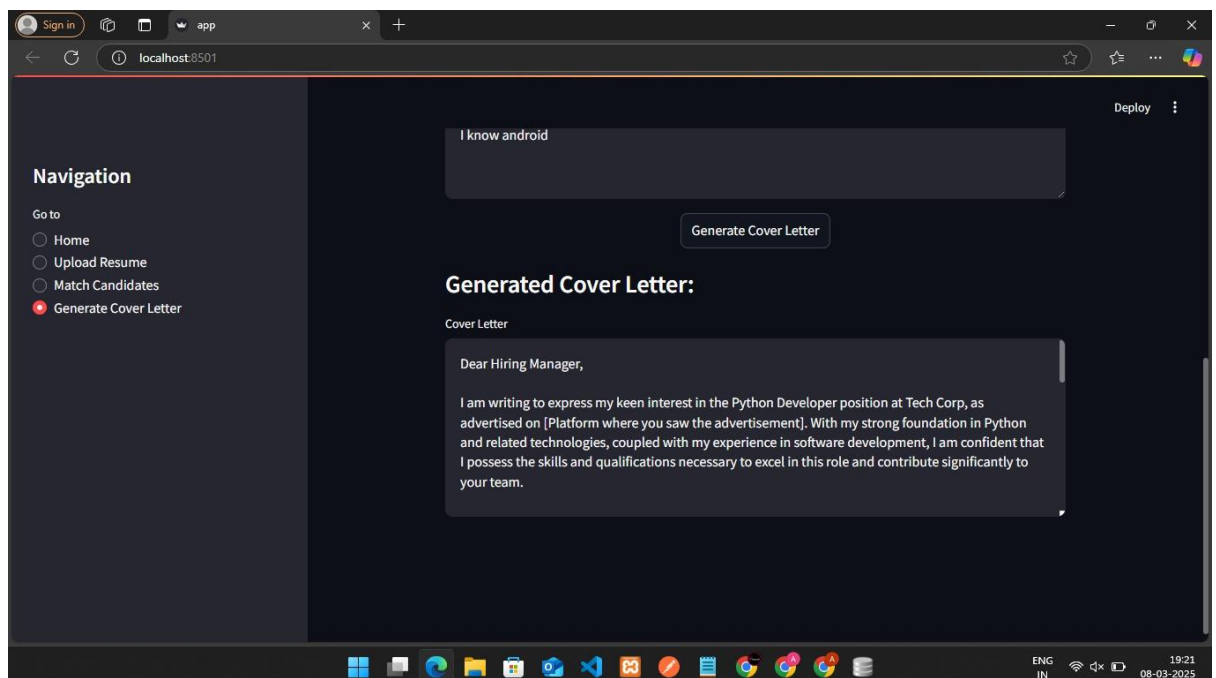 Sign in
app
localhost:8501
Deploy
I know android
Navigation
Go to
Home
Upload Resume
Match Candidates
Generate Cover Letter
Generate Cover Letter
Generated Cover Letter:
Cover Letter
Dear Hiring Manager,
I am writing to express my keen interest in the Python Developer position at Tech Corp, as
advertised on [Platform where you saw the advertisement]. With my strong foundation in Python
and related technologies, coupled with my experience in software development, I am confident that
I possess the skills and qualifications necessary to excel in this role and contribute significantly to
your team.
ENG
IN
19:21
08-03-2025